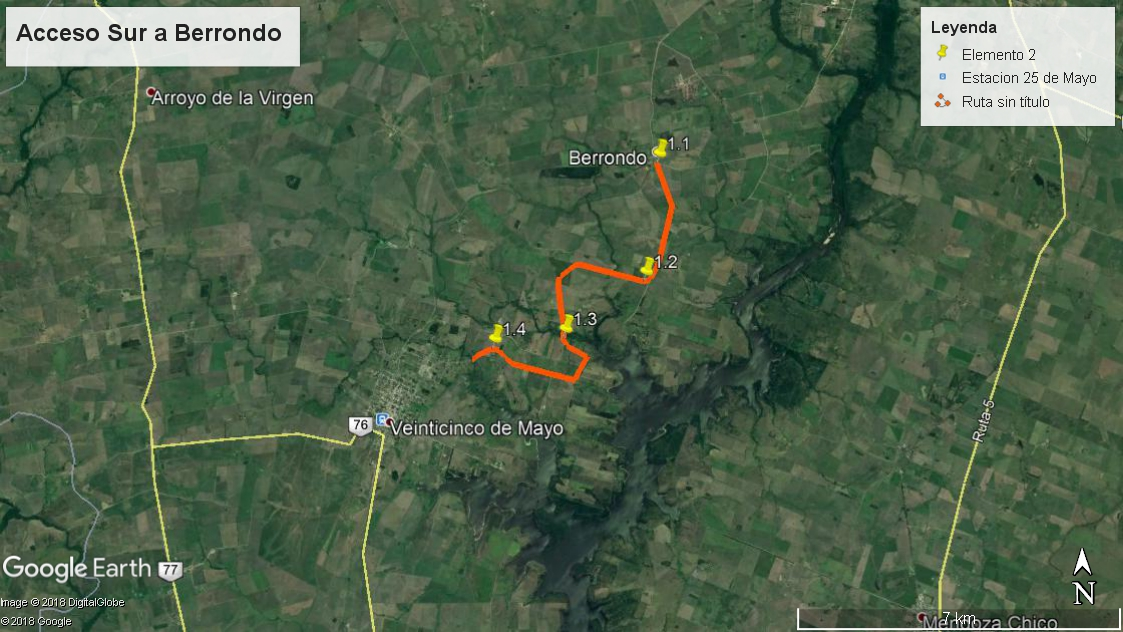 Acceso Sur a Berrondo
Leyenda
Elemento 2
Estacion 25 de Mayo
Ruta sin título
Arroyo de la Virgen
1.1
Berrondo
1.2
1.3
1.4
76
Veinticinco de Mayo
Ruta-5
Google Earth
77
N
Image © 2018 DigitalGlobe
© 2018 Google
7 km
Mendoza Chico